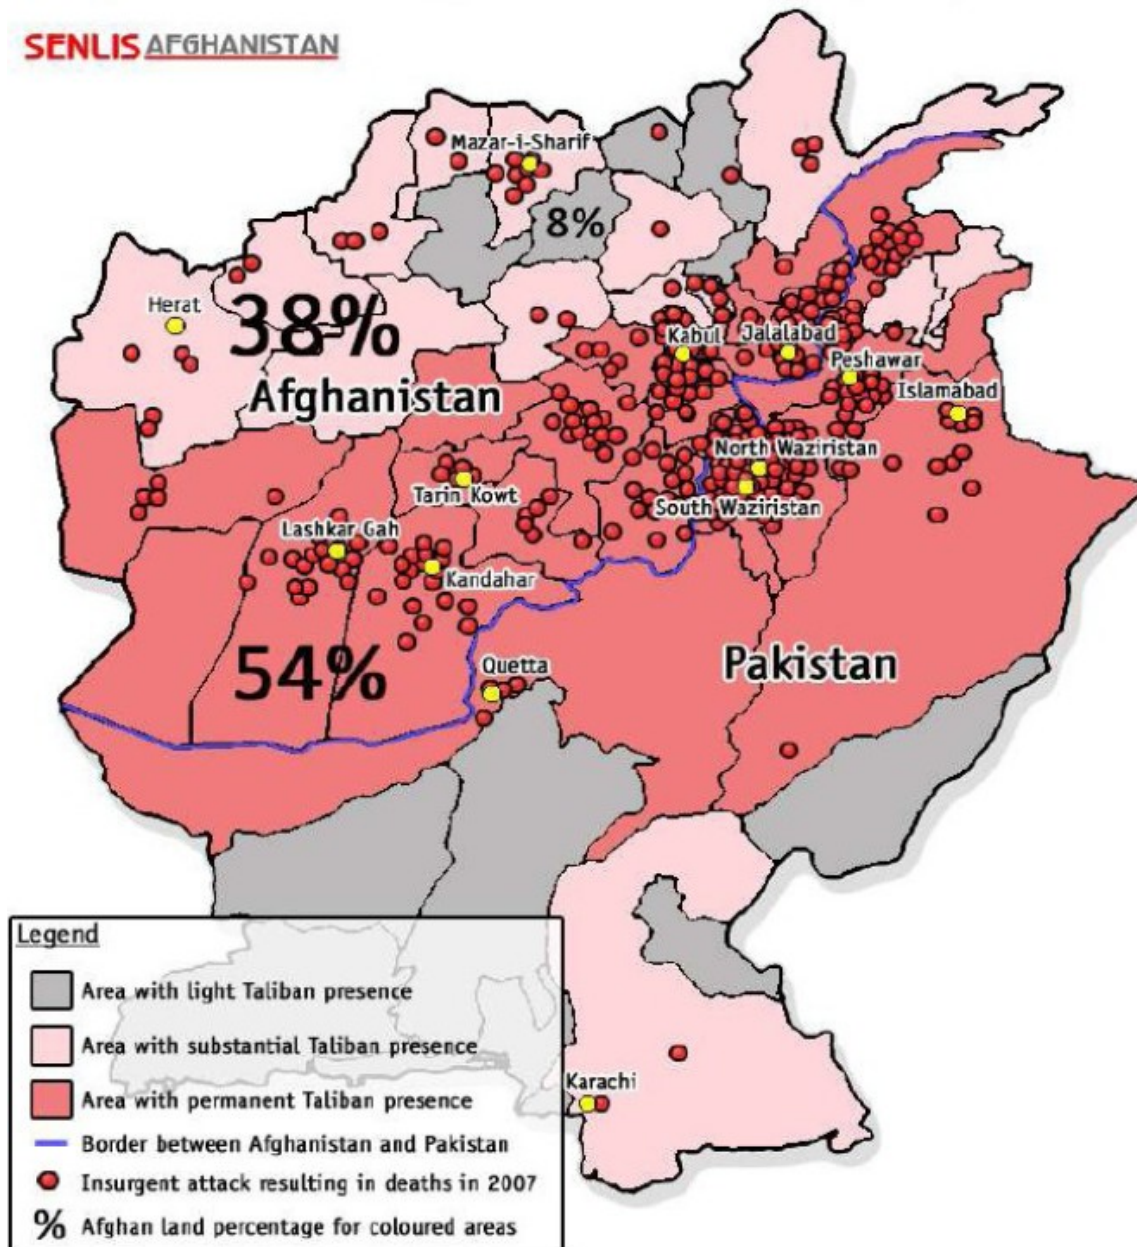 SENLIS AFGHANISTAN
Mazar-i-Sharif
8%
Herat
38%
Kabul
Jalalabad
Peshawar
Afghanistan
Islamabad
North Waziristan
Tarin Kowt
South Waziristan
Lashkar Gah
Kandahar
54%
Quetta
Pakistan
Karachi
Legend
Area with light Taliban presence
Area with substantial Taliban presence
Area with permanent Taliban presence
Border between Afghanistan and Pakistan
Insurgent attack resulting in deaths in 2007
% Afghan land percentage for coloured areas